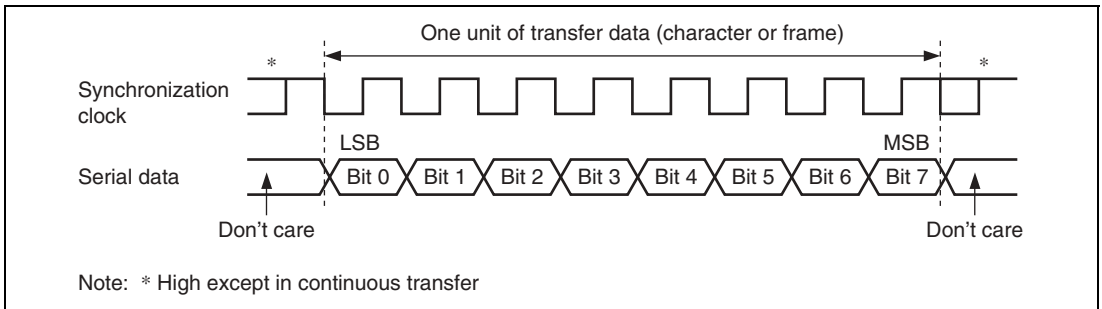 One unit of transfer data (character or frame)
* *
Synchronization
clock
LSB MSB
Serial data Bit 0 Bit 1 Bit 2 Bit 3 Bit 4 Bit 5 Bit 6 Bit 7
Don't care Don't care
Note: * High except in continuous transfer